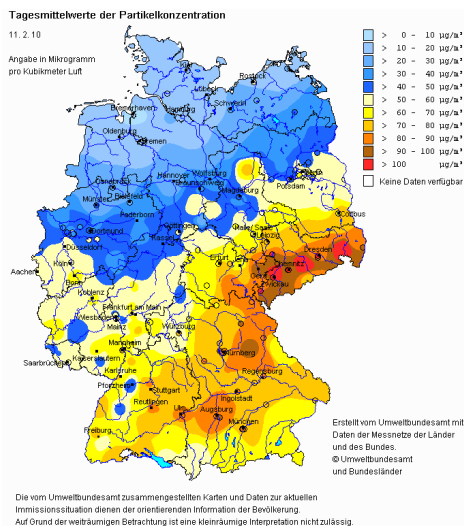 Tagesmittelwerte der Partikelkonzentration
11. 2. 10
Angabe in Mikrogramm
pro Kubikmeter Luft
> 0 - 10 µg/m³
> 10 - 20 µg/m³
> 20 - 30 µg/m³
> 30 - 40 µg/m³
> 40 - 50 µg/m³
> 50 - 60 µg/m³
> 60 - 70 µg/m³
> 70 - 80 µg/m³
> 80 - 90 µg/m³
> 90 - 100 µg/m³
> 100 µg/m³
Keine Daten verfügbar
Kiel
Rostock
Lübeck
Schwerin
Bremerhaven
Hamburg
Oldenburg
Bremen
Hannover
Wolfsburg
Braunschweig
Magdeburg
Potsdam
Osnabrück
Münster
Bielefeld
Paderborn
Cottbus
Dortmund
Göttingen
Halle/Saale
Leipzig
Düsseldorf
Kassel
Dresden
Köln
Erfurt
Gera
Chemnitz
Aachen
Bonn
Zwickau
Koblenz
Frankfurt am Main
Wiesbaden
Mainz
Würzburg
Mannheim
Nürnberg
Kaiserslautern
Saarbrücken
Karlsruhe
Regensburg
Pforzheim
Stuttgart
Ingolstadt
Reutlingen
Ulm
Augsburg
München
Freiburg
Erstellt vom Umweltbundesamt mit
Daten der Messnetze der Länder
und des Bundes.
© Umweltbundesamt
und Bundesländer
Die vom Umweltbundesamt zusammengestellten Karten und Daten zur aktuellen
Immissionssituation dienen der orientierenden Information der Bevölkerung.
Auf Grund der weiträumigen Betrachtung ist eine kleinräumige Interpretation nicht zulässig.